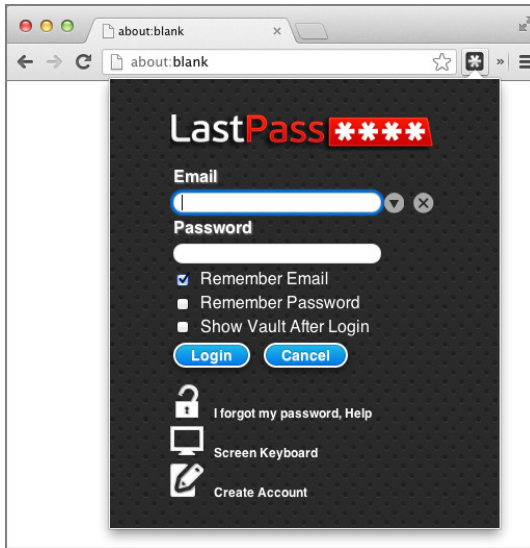 about:blank
about:blank
LastPass ****
Email
Password
Remember Email
Remember Password
Show Vault After Login
Login Cancel
I forgot my password, Help
Screen Keyboard
Create Account